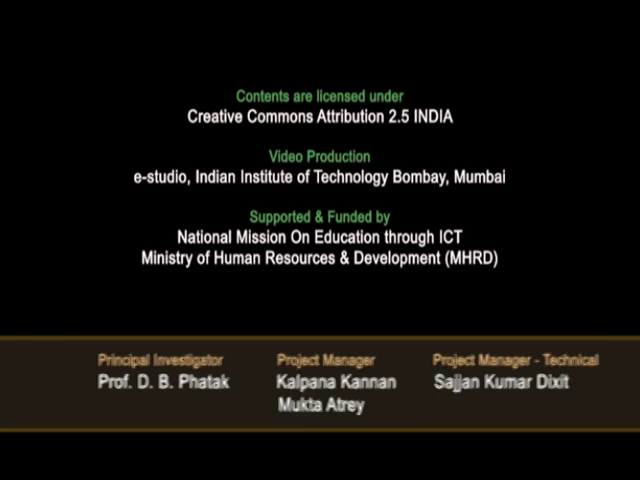 Contents are licensed under
Creative Commons Attribution 2.5 INDIA
Video Production
e-studio, Indian Institute of Technology Bombay, Mumbai
Supported & Funded by
National Mission On Education through ICT
Ministry of Human Resources & Development (MHRD)
Principal Investigator
Prof. D. B. Phatak
Project Manager
Kalpana Kannan
Mukta Atrey
Project Manager - Technical
Sajjan Kumar Dixit